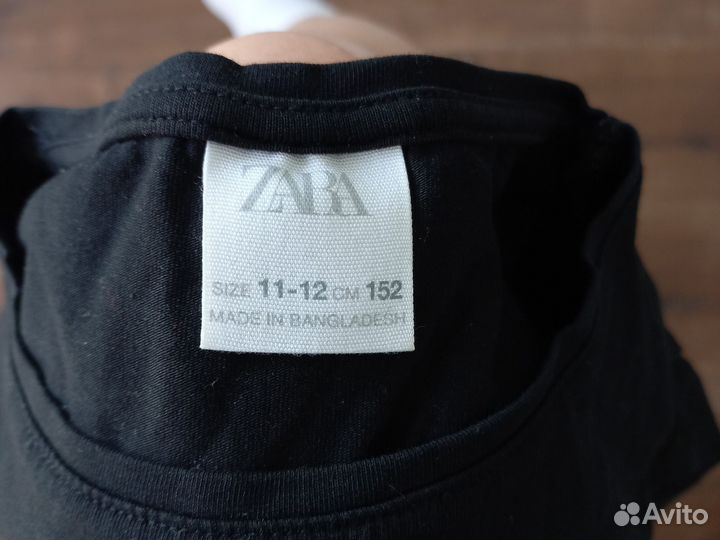 ZARA
SIZE 11-12 CM 152
MADE IN BANGLADESH
Avito